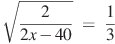 √(2/(2x − 40)) = 1/3